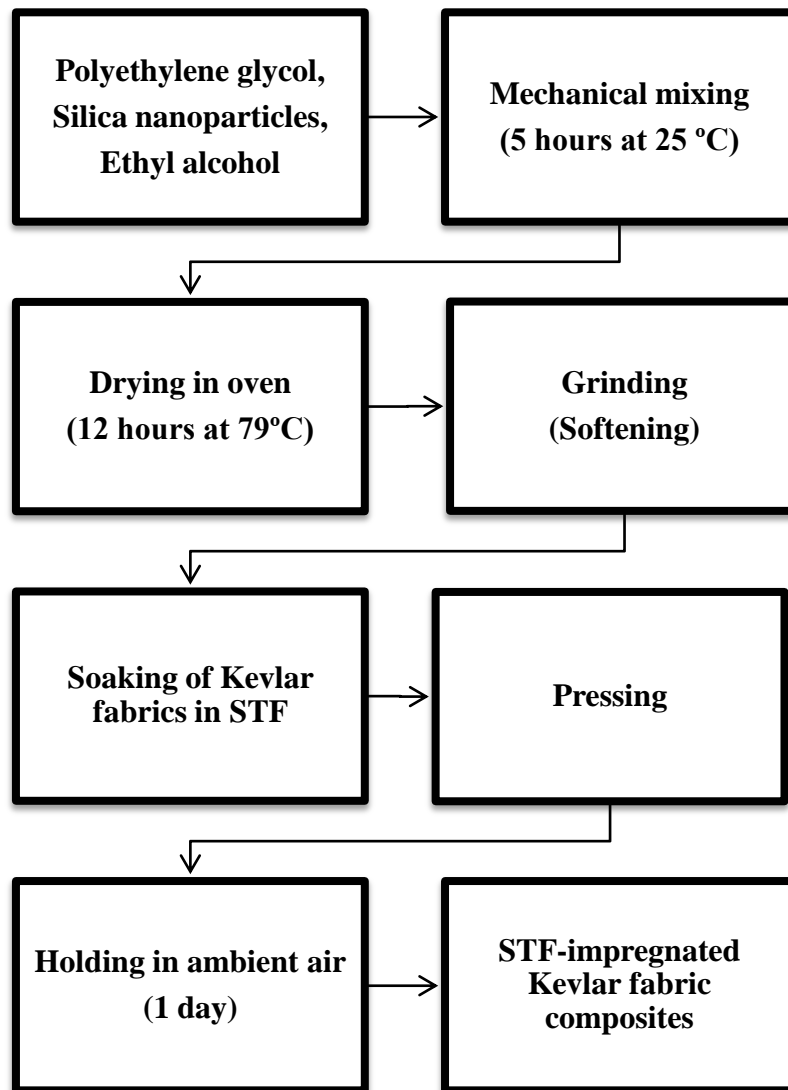 Polyethylene glycol,
Silica nanoparticles,
Ethyl alcohol
Mechanical mixing
(5 hours at 25 ºC)
Drying in oven
(12 hours at 79ºC)
Grinding
(Softening)
Soaking of Kevlar
fabrics in STF
Pressing
Holding in ambient air
(1 day)
STF-impregnated
Kevlar fabric
composites